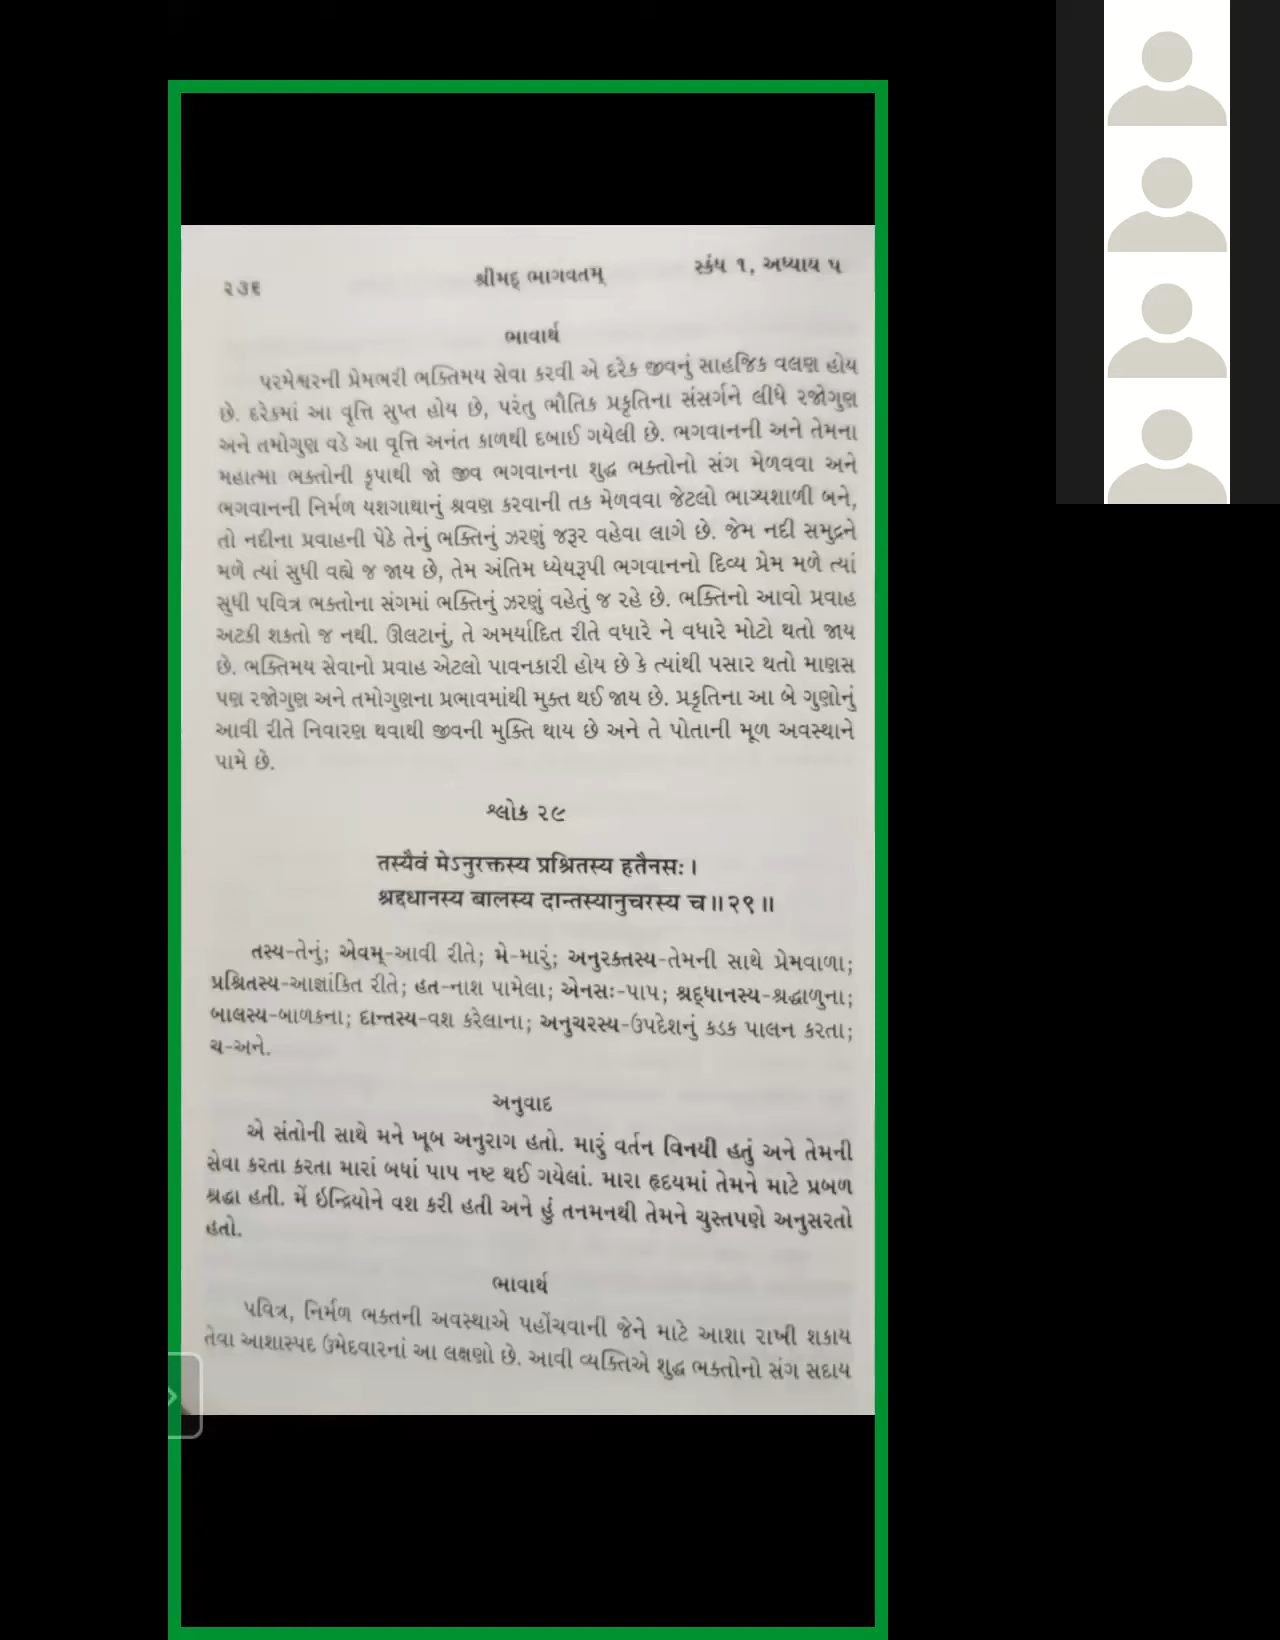 ૨૩૬ શ્રીમદ્ ભાગવતમ્ સ્કંધ ૧, અધ્યાય ૫
ભાવાર્થ
પરમેશ્વરની પ્રેમભરી ભક્તિમય સેવા કરવી એ દરેક જીવનું સાહજિક વલણ હોય
છે. દરેકમાં આ વૃત્તિ સુપ્ત હોય છે, પરંતુ ભૌતિક પ્રકૃતિના સંસર્ગને લીધે રજોગુણ
અને તમોગુણ વડે આ વૃત્તિ અનંત કાળથી દબાઈ ગયેલી છે. ભગવાનની અને તેમના
મહાત્મા ભક્તોની કૃપાથી જો જીવ ભગવાનના શુદ્ધ ભક્તોનો સંગ મેળવવા અને
ભગવાનની નિર્મળ યશગાથાનું શ્રવણ કરવાની તક મેળવવા જેટલો ભાગ્યશાળી બને,
તો નદીના પ્રવાહની પેઠે તેનું ભક્તિનું ઝરણું જરૂર વહેવા લાગે છે. જેમ નદી સમુદ્રને
મળે ત્યાં સુધી વહ્યે જ જાય છે, તેમ અંતિમ ધ્યેયરૂપી ભગવાનનો દિવ્ય પ્રેમ મળે ત્યાં
સુધી પવિત્ર ભક્તોના સંગમાં ભક્તિનું ઝરણું વહેતું જ રહે છે. ભક્તિનો આવો પ્રવાહ
અટકી શકતો જ નથી. ઊલટાનું, તે અમર્યાદિત રીતે વધારે ને વધારે મોટો થતો જાય
છે. ભક્તિમય સેવાનો પ્રવાહ એટલો પાવનકારી હોય છે કે ત્યાંથી પસાર થતો માણસ
પણ રજોગુણ અને તમોગુણના પ્રભાવમાંથી મુક્ત થઈ જાય છે. પ્રકૃતિના આ બે ગુણોનું
આવી રીતે નિવારણ થવાથી જીવની મુક્તિ થાય છે અને તે પોતાની મૂળ અવસ્થાને
પામે છે.
શ્લોક ૨૯
तस्यैवं मेऽनुरक्तस्य प्रश्रितस्य हतैनसः ।
श्रद्दधानस्य बालस्य दान्तस्यानुचरस्य च ॥ २९ ॥
તસ્ય-તેનું; એવમ્-આવી રીતે; મે-મારું; અનુરક્તસ્ય-તેમની સાથે પ્રેમવાળા;
પ્રશ્રિતસ્ય-આજ્ઞાંકિત રીતે; હત-નાશ પામેલા; એનસઃ-પાપ; શ્રદ્ધધાનસ્ય-શ્રદ્ધાળુના;
બાલસ્ય-બાળકના; દાન્તસ્ય-વશ કરેલાના; અનુચરસ્ય-ઉપદેશનું કડક પાલન કરતા;
ચ-અને.
અનુવાદ
એ સંતોની સાથે મને ખૂબ અનુરાગ હતો. મારું વર્તન વિનયી હતું અને તેમની
સેવા કરતા કરતા મારાં બધાં પાપ નષ્ટ થઈ ગયેલાં. મારા હૃદયમાં તેમને માટે પ્રબળ
શ્રદ્ધા હતી. મેં ઇન્દ્રિયોને વશ કરી હતી અને હું તનમનથી તેમને ચુસ્તપણે અનુસરતો
હતો.
ભાવાર્થ
પવિત્ર, નિર્મળ ભક્તની અવસ્થાએ પહોંચવાની જેને માટે આશા રાખી શકાય
તેવા આશાસ્પદ ઉમેદવારનાં આ લક્ષણો છે. આવી વ્યક્તિએ શુદ્ધ ભક્તોનો સંગ સદાય